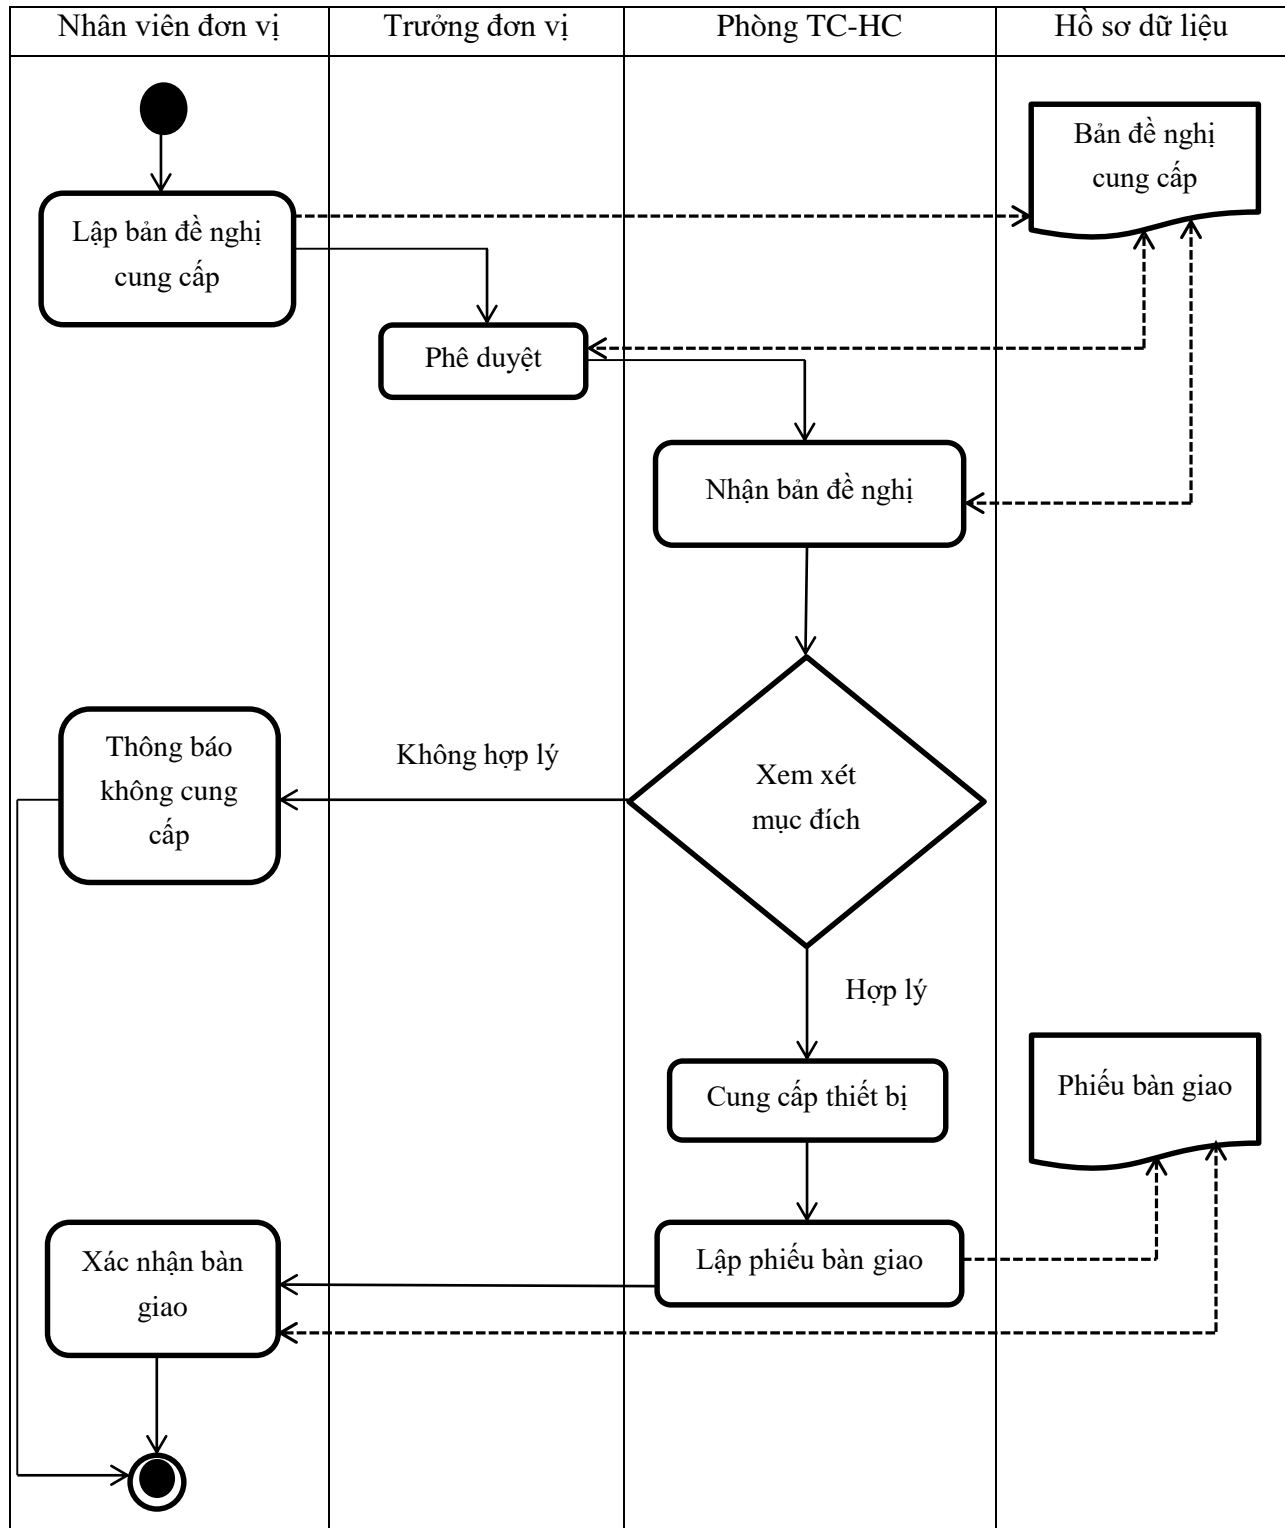 Nhân viên đơn vị
Trưởng đơn vị
Phòng TC-HC
Hồ sơ dữ liệu
Bản đề nghị
cung cấp
Lập bản đề nghị
cung cấp
Phê duyệt
Nhận bản đề nghị
Thông báo
không cung
cấp
Không hợp lý
Xem xét
mục đích
Hợp lý
Cung cấp thiết bị
Phiếu bàn giao
Xác nhận bàn
giao
Lập phiếu bàn giao